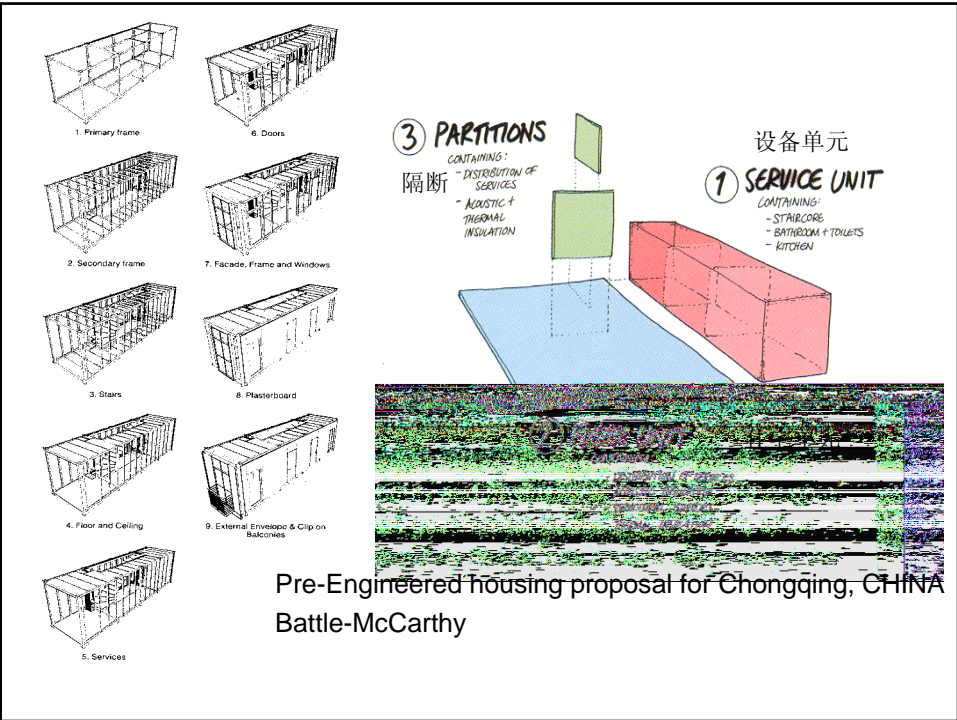 1. Primary frame
2. Secondary frame
3. Stairs
4. Floor and Ceiling
5. Services
6. Doors
7. Facade, Frame and Windows
8. Plasterboard
9. External Envelope & Clip on
Balconies
3 PARTITIONS
CONTAINING:
隔断
- DISTRIBUTION OF
SERVICES
- ACOUSTIC +
THERMAL
INSULATION
设备单元
1 SERVICE UNIT
CONTAINING:
- STAIRCORE
- BATHROOM + TOILETS
- KITCHEN
Pre-Engineered housing proposal for Chongqing, CHINA
Battle-McCarthy